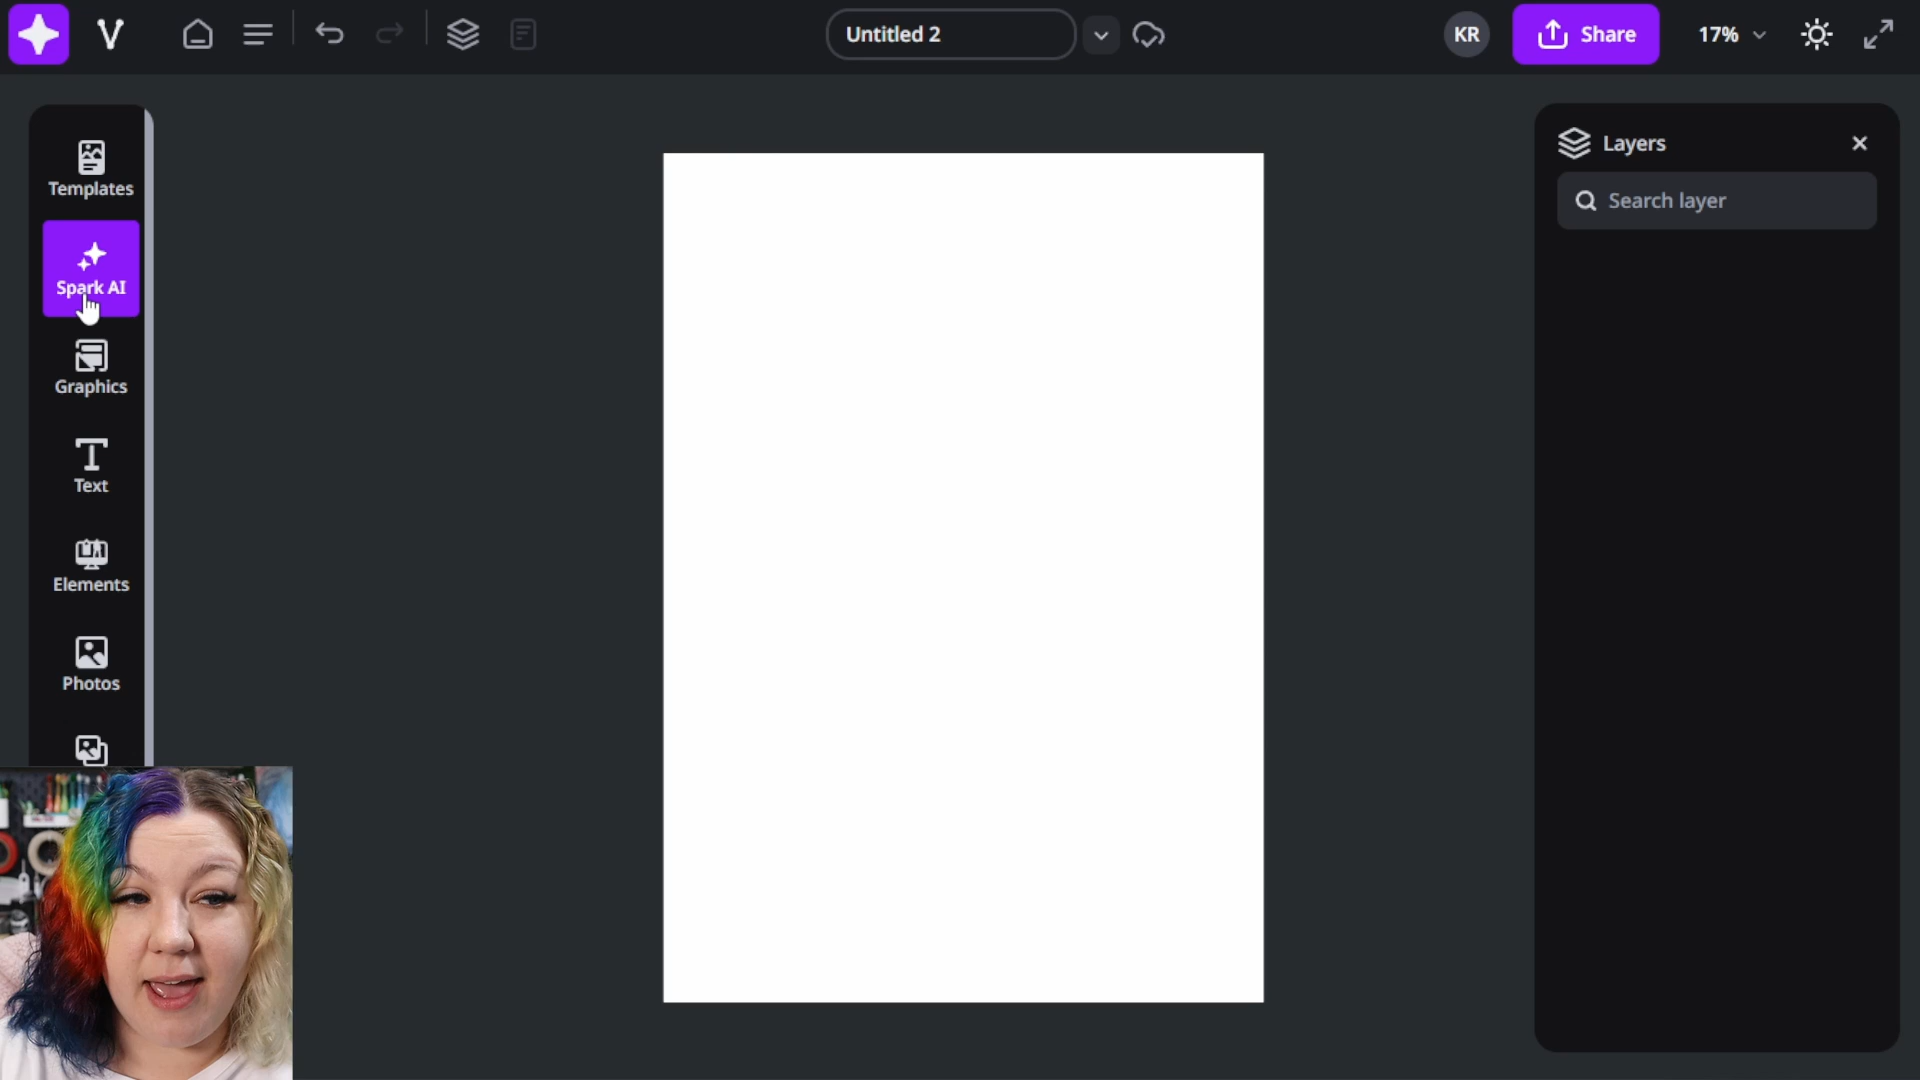 V
Untitled 2
KR
Share
17%
Templates
Spark AI
Graphics
Text
Elements
Photos
Layers
Search layer